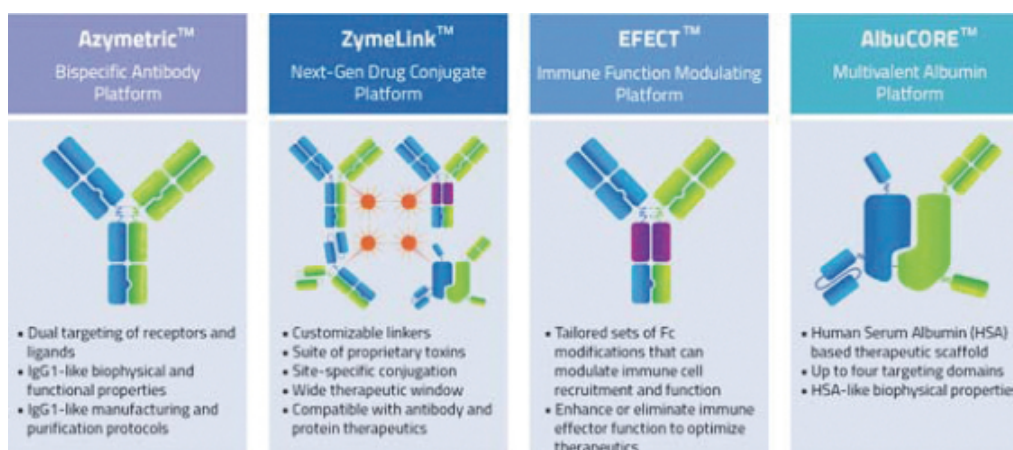 Azymetric™
Bispecific Antibody
Platform
• Dual targeting of receptors and
ligands
• IgG1-like biophysical and
functional properties
• IgG1-like manufacturing and
purification protocols
ZymeLink™
Next-Gen Drug Conjugate
Platform
• Customizable linkers
• Suite of proprietary toxins
• Site-specific conjugation
• Wide therapeutic window
• Compatible with antibody and
protein therapeutics
EFECT™
Immune Function Modulating
Platform
• Tailored sets of Fc
modifications that can
modulate immune cell
recruitment and function
• Enhance or eliminate immune
effector function to optimize
therapeutics
AlbuCORE™
Multivalent Albumin
Platform
• Human Serum Albumin (HSA)
based therapeutic scaffold
• Up to four targeting domains
• HSA-like biophysical propertie